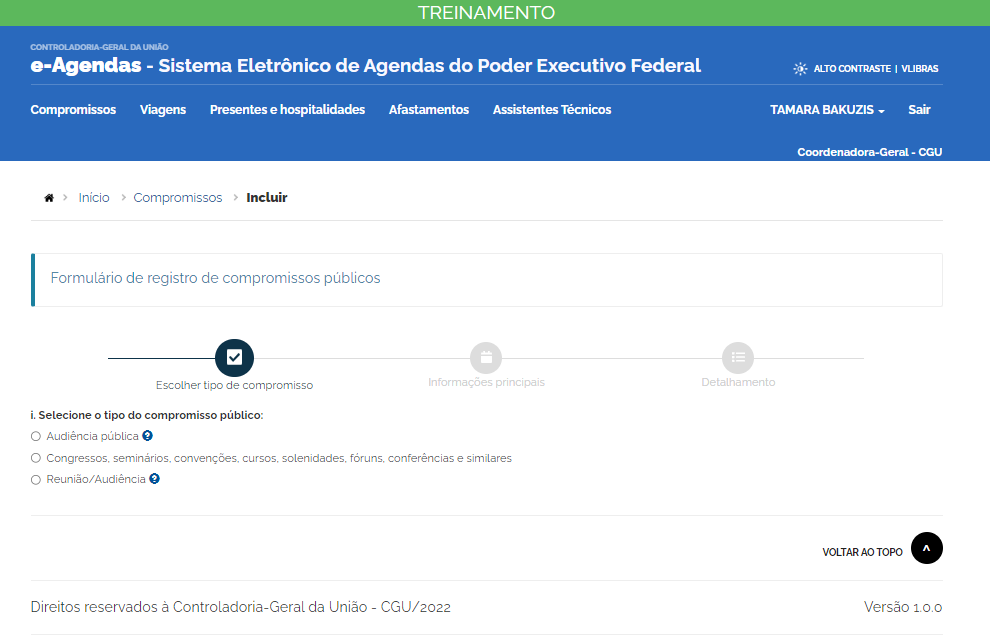 TREINAMENTO
CONTROLADORIA-GERAL DA UNIÃO
e-Agendas - Sistema Eletrônico de Agendas do Poder Executivo Federal
ALTO CONTRASTE | VLIBRAS
Compromissos Viagens Presentes e hospitalidades Afastamentos Assistentes Técnicos TAMARA BAKUZIS Sair
Coordenadora-Geral - CGU
Início > Compromissos > Incluir
Formulário de registro de compromissos públicos
Escolher tipo de compromisso Informações principais Detalhamento
i. Selecione o tipo do compromisso público:
Audiência pública ?
Congressos, seminários, convenções, cursos, solenidades, fóruns, conferências e similares
Reunião/Audiência ?
VOLTAR AO TOPO ^
Direitos reservados à Controladoria-Geral da União - CGU/2022 Versão 1.0.0